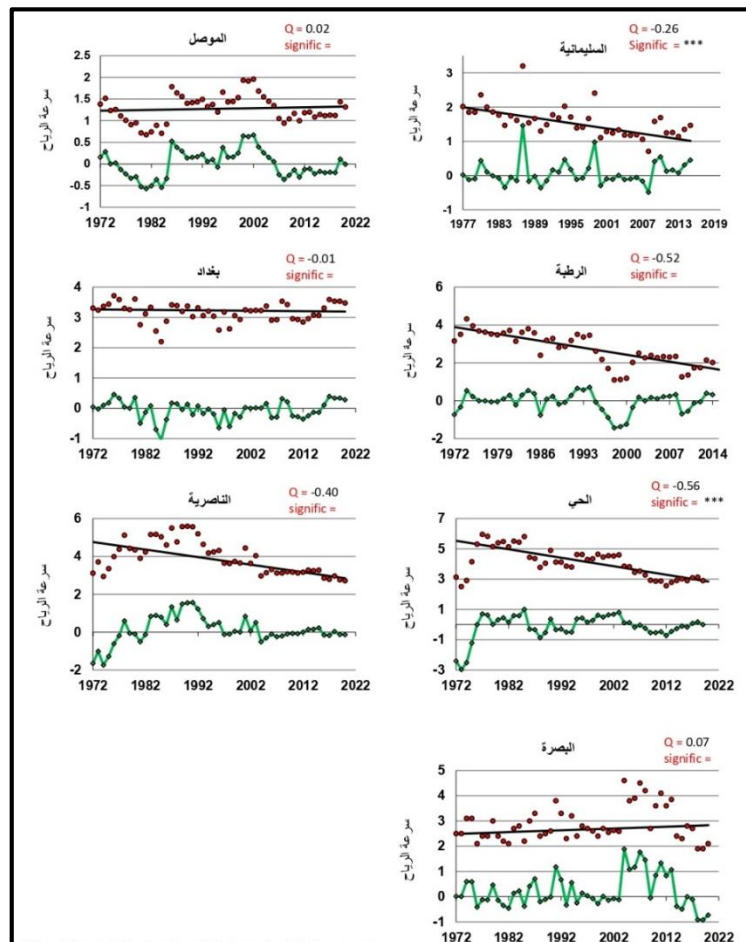 الموصل
Q = 0.02
signific =
سرعة الرياح
2.5
2
1.5
1
0.5
0
-0.5
-1
1972 1982 1992 2002 2012 2022
السليمانية
Q = -0.26
Signific = ***
سرعة الرياح
3
2
1
0
-1
1977 1983 1989 1995 2001 2007 2013 2019
بغداد
Q = -0.01
signific =
سرعة الرياح
4
3
2
1
0
-1
1972 1982 1992 2002 2012 2022
الرطبة
Q = -0.52
signific =
سرعة الرياح
6
4
2
0
-2
1972 1979 1986 1993 2000 2007 2014
الناصرية
Q = -0.40
signific =
سرعة الرياح
6
4
2
0
-2
1972 1982 1992 2002 2012 2022
الحي
Q = -0.56
signific = ***
سرعة الرياح
7
5
3
1
-1
-3
1972 1982 1992 2002 2012 2022
البصرة
Q = 0.07
signific =
سرعة الرياح
5
4
3
2
1
0
-1
1972 1982 1992 2002 2012 2022